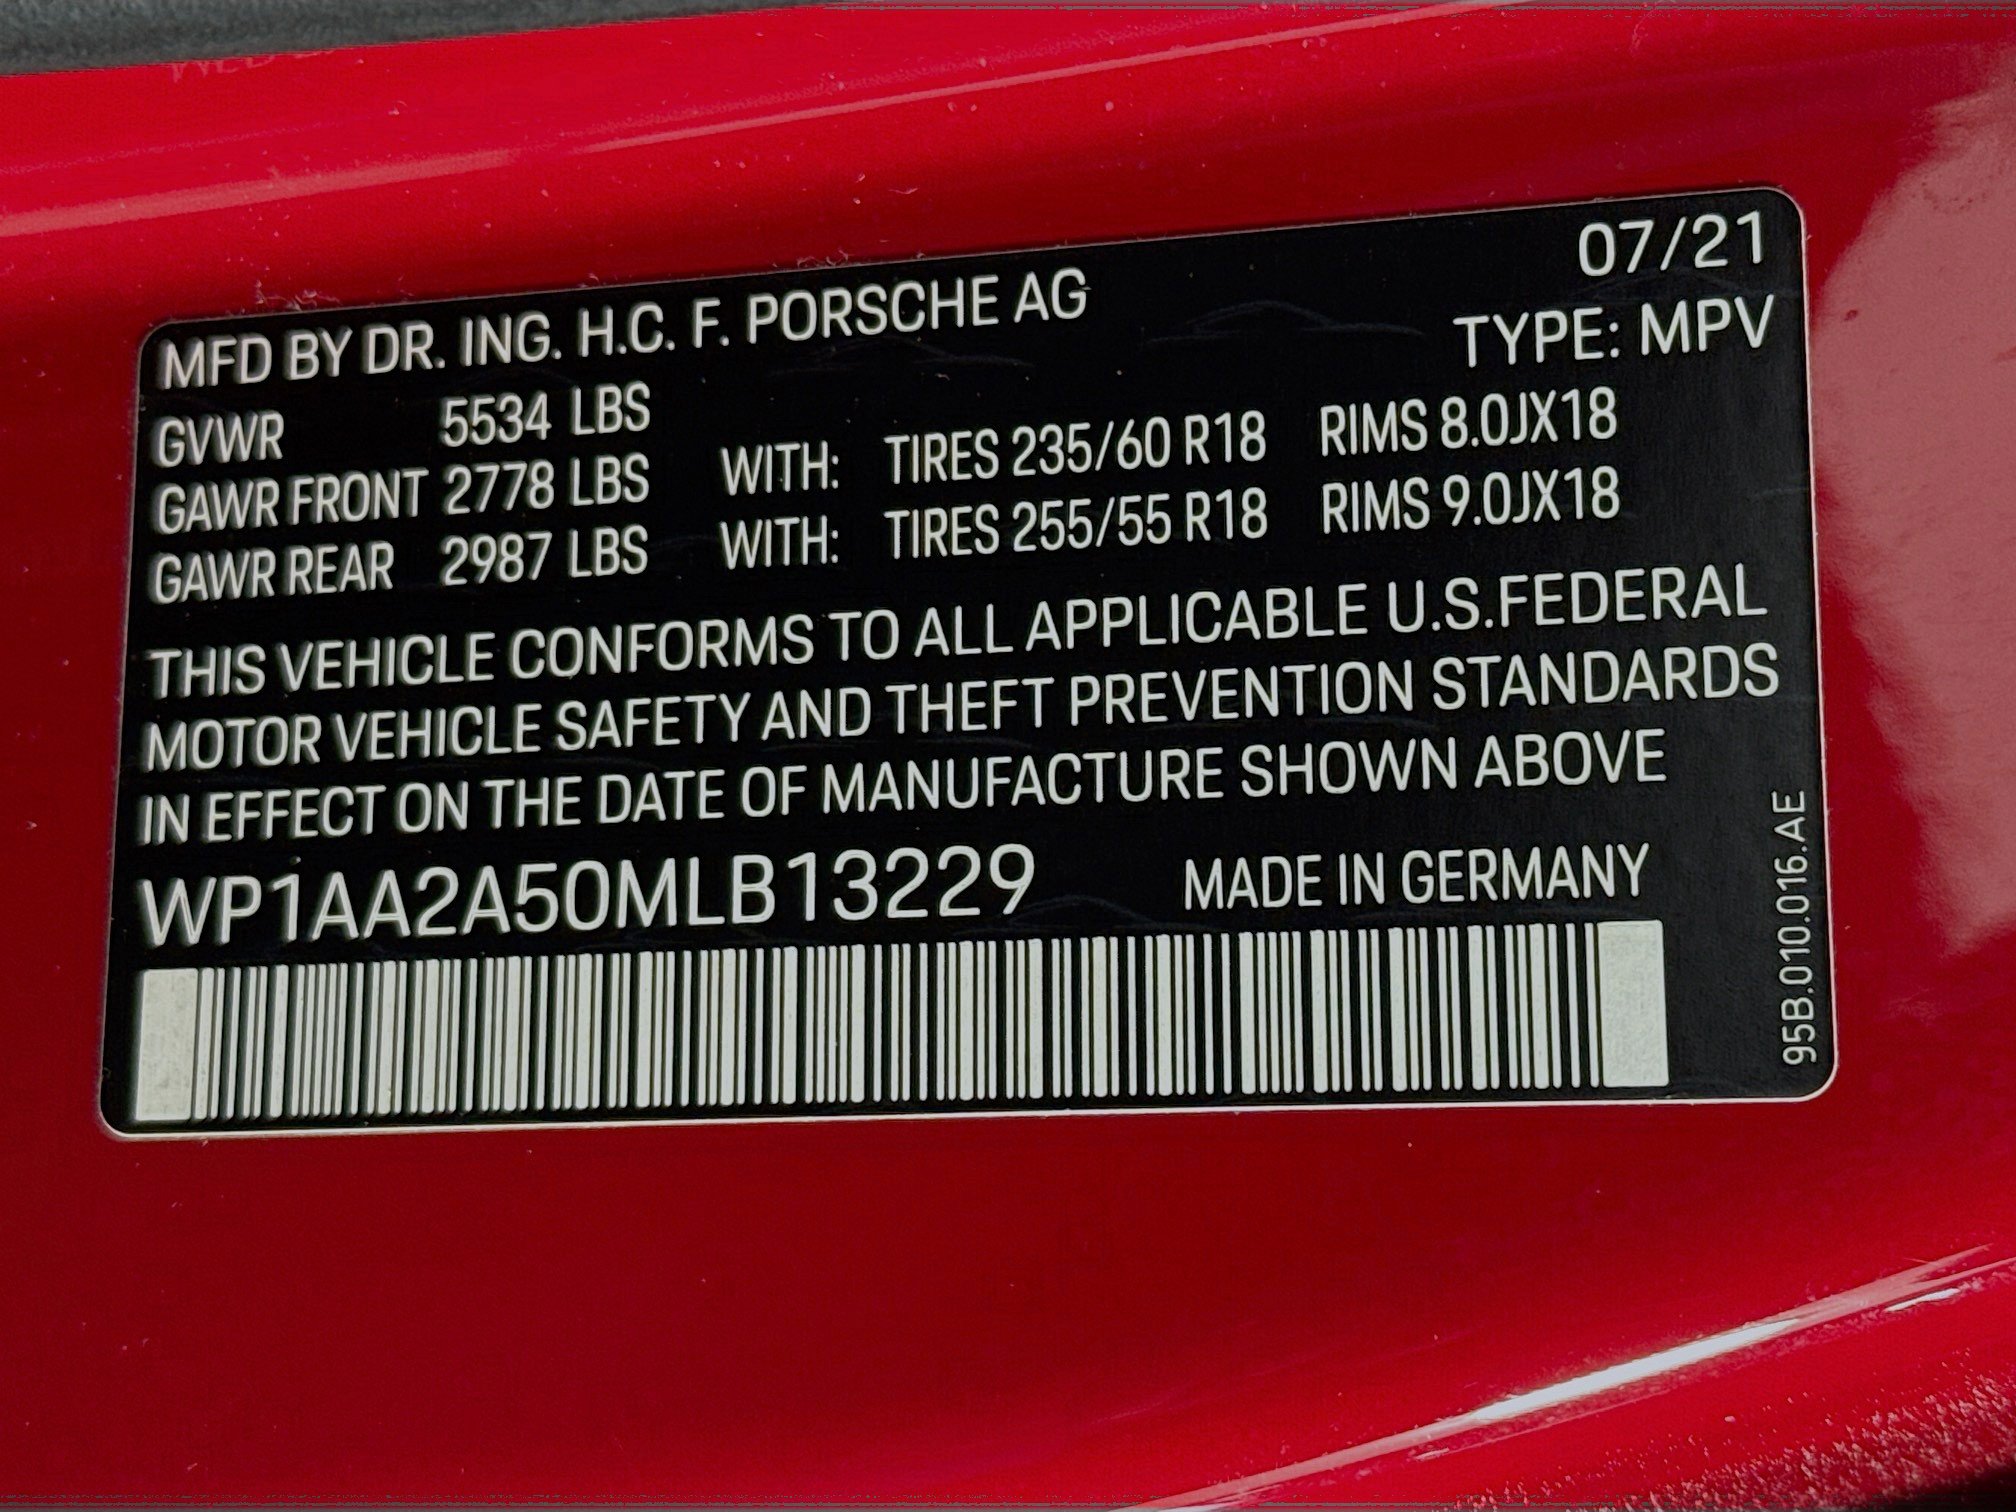 07/21
MFD BY DR. ING. H.C. F. PORSCHE AG
TYPE: MPV
GVWR 5534 LBS
GAWR FRONT 2778 LBS WITH: TIRES 235/60 R18 RIMS 8.0JX18
GAWR REAR 2987 LBS WITH: TIRES 255/55 R18 RIMS 9.0JX18
THIS VEHICLE CONFORMS TO ALL APPLICABLE U.S.FEDERAL
MOTOR VEHICLE SAFETY AND THEFT PREVENTION STANDARDS
IN EFFECT ON THE DATE OF MANUFACTURE SHOWN ABOVE
WP1AA2A50MLB13229 MADE IN GERMANY
95B.010.016.AE